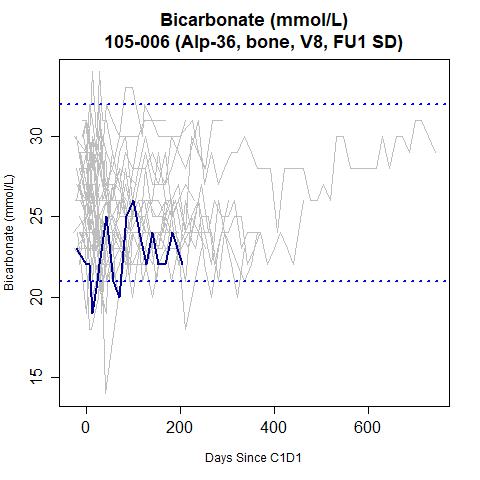 Bicarbonate (mmol/L)
105-006 (Alp-36, bone, V8, FU1 SD)
Bicarbonate (mmol/L)
30
25
20
15
0 200 400 600
Days Since C1D1